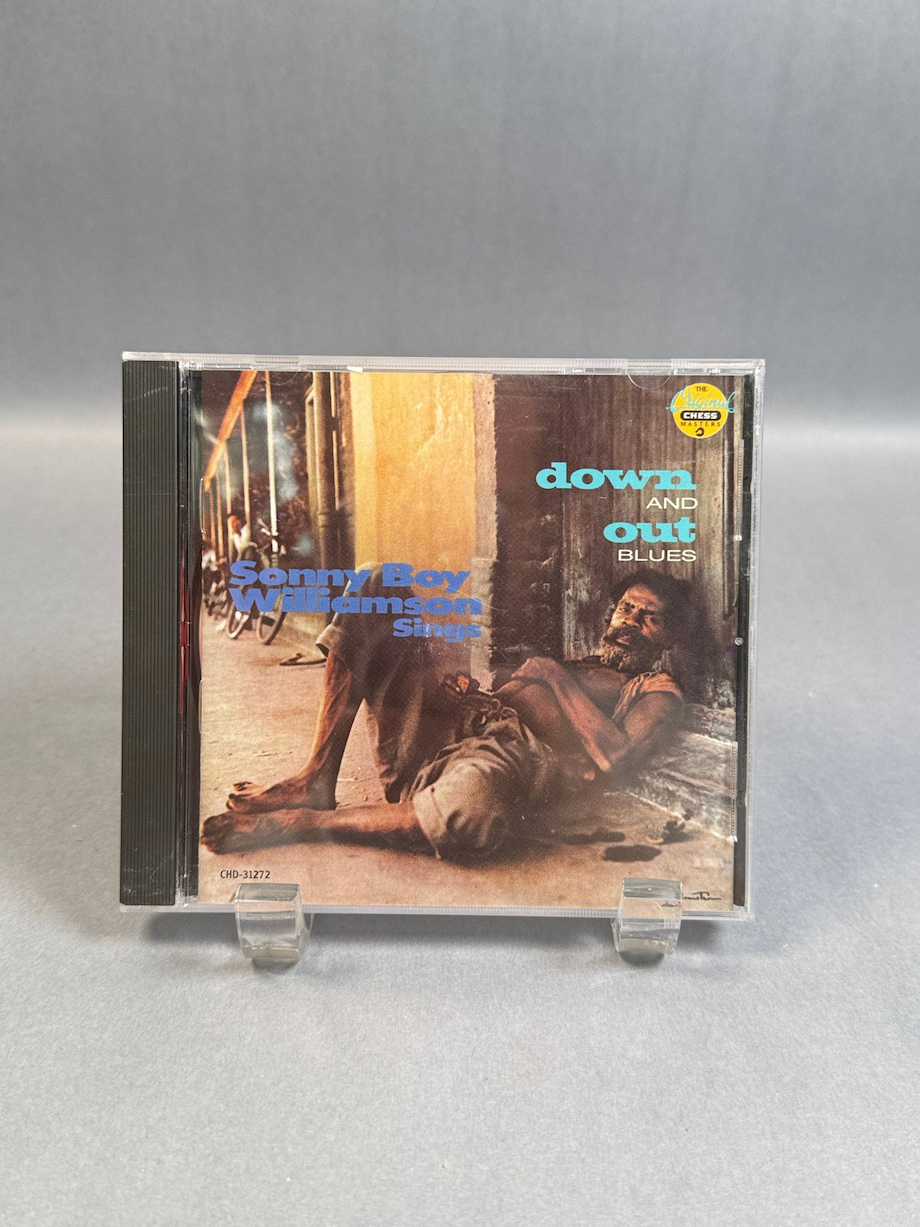 THE
Original
CHESS
MASTERS
down
AND
out
BLUES
Sonny Boy
Williamson
Sings
CHD-31272